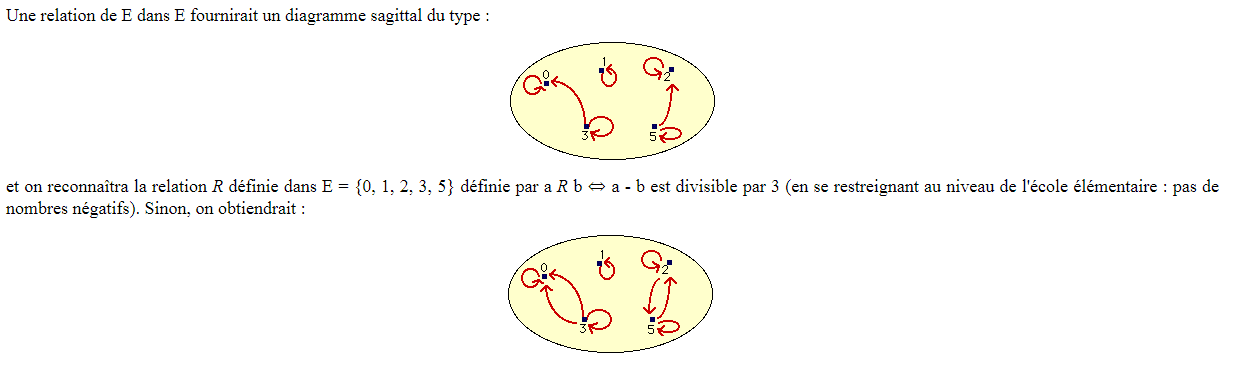 Une relation de E dans E fournirait un diagramme sagittal du type :
0 1 2
3 5
et on reconnaîtra la relation R définie dans E = {0, 1, 2, 3, 5} définie par a R b ⇔ a - b est divisible par 3 (en se restreignant au niveau de l'école élémentaire : pas de
nombres négatifs). Sinon, on obtiendrait :
0 1 2
3 5